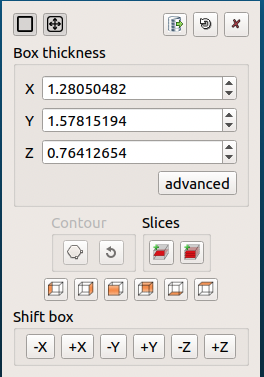 Box thickness
X 1.28050482
Y 1.57815194
Z 0.76412654
advanced
Contour Slices
Shift box
-X +X -Y +Y -Z +Z